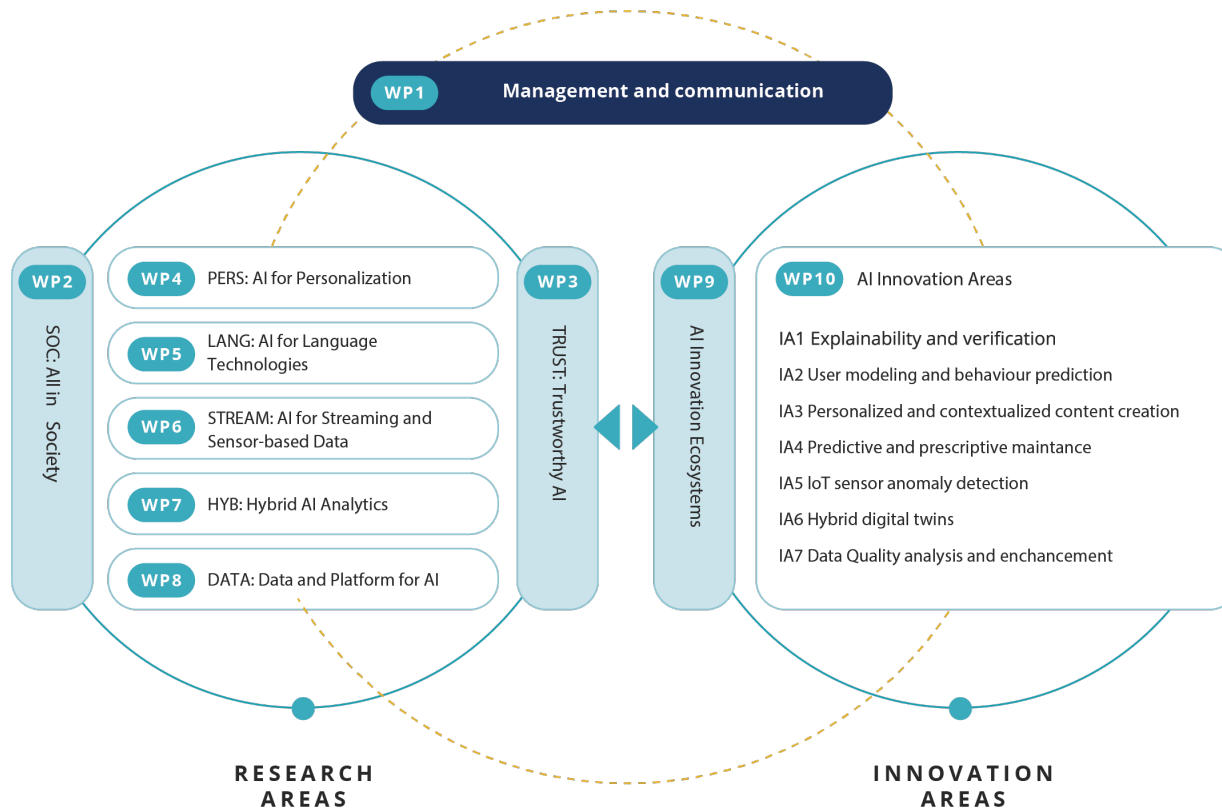 WP1 Management and communication
WP2
SOC: All in Society
WP4 PERS: AI for Personalization
WP5 LANG: AI for Language
Technologies
WP6 STREAM: AI for Streaming and
Sensor-based Data
WP7 HYB: Hybrid AI Analytics
WP8 DATA: Data and Platform for AI
WP3
TRUST: Trustworthy AI
WP9
AI Innovation Ecosystems
WP10 AI Innovation Areas
IA1 Explainability and verification
IA2 User modeling and behaviour prediction
IA3 Personalized and contextualized content creation
IA4 Predictive and prescriptive maintance
IA5 IoT sensor anomaly detection
IA6 Hybrid digital twins
IA7 Data Quality analysis and enchancement
RESEARCH
AREAS
INNOVATION
AREAS